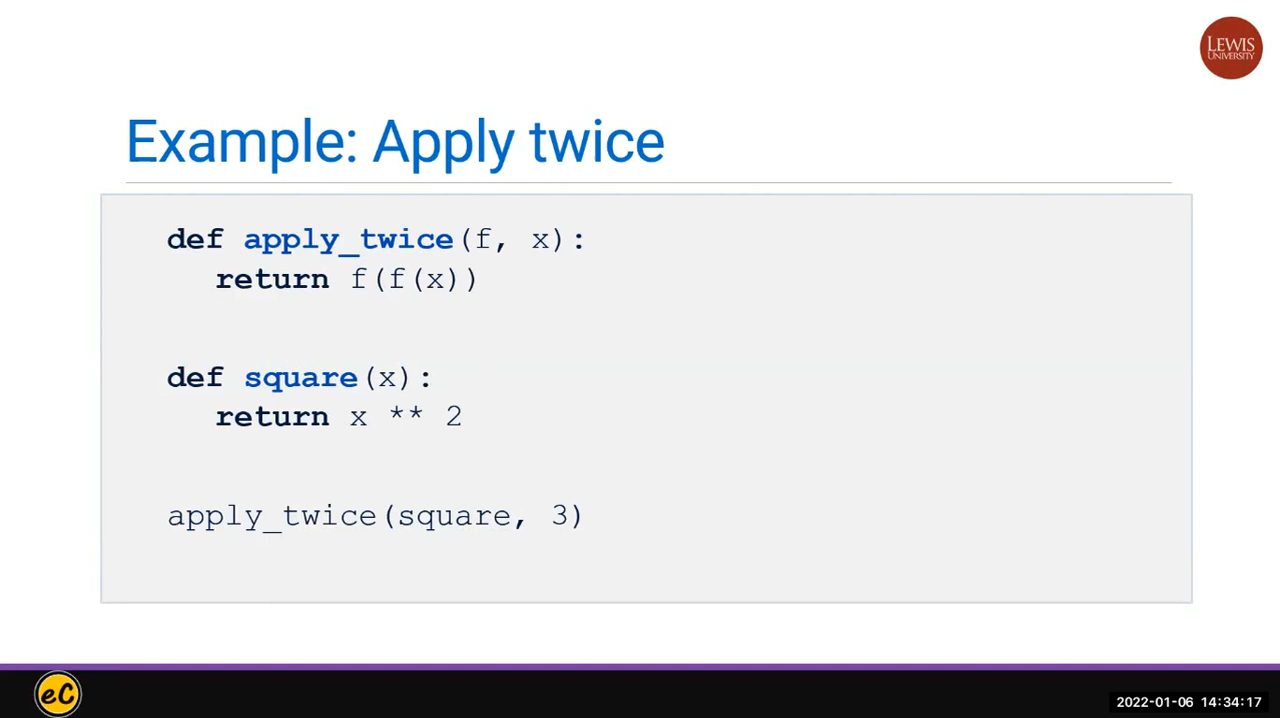 LEWIS
UNIVERSITY
Example: Apply twice
def apply_twice(f, x):
return f(f(x))
def square(x):
return x ** 2
apply_twice(square, 3)
eC
2022-01-06 14:34:17